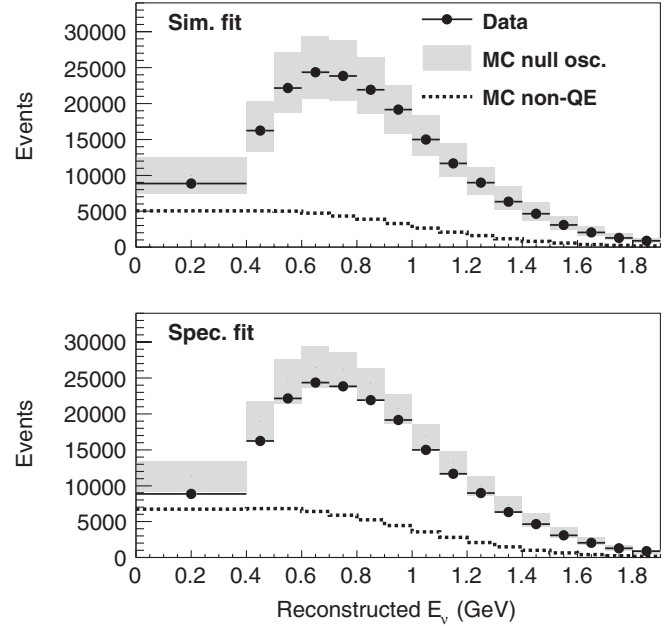 Sim. fit
Data
MC null osc.
MC non-QE
Events
30000
25000
20000
15000
10000
5000
0
0 0.2 0.4 0.6 0.8 1 1.2 1.4 1.6 1.8
Spec. fit
Events
30000
25000
20000
15000
10000
5000
0
0 0.2 0.4 0.6 0.8 1 1.2 1.4 1.6 1.8
Reconstructed Eν (GeV)